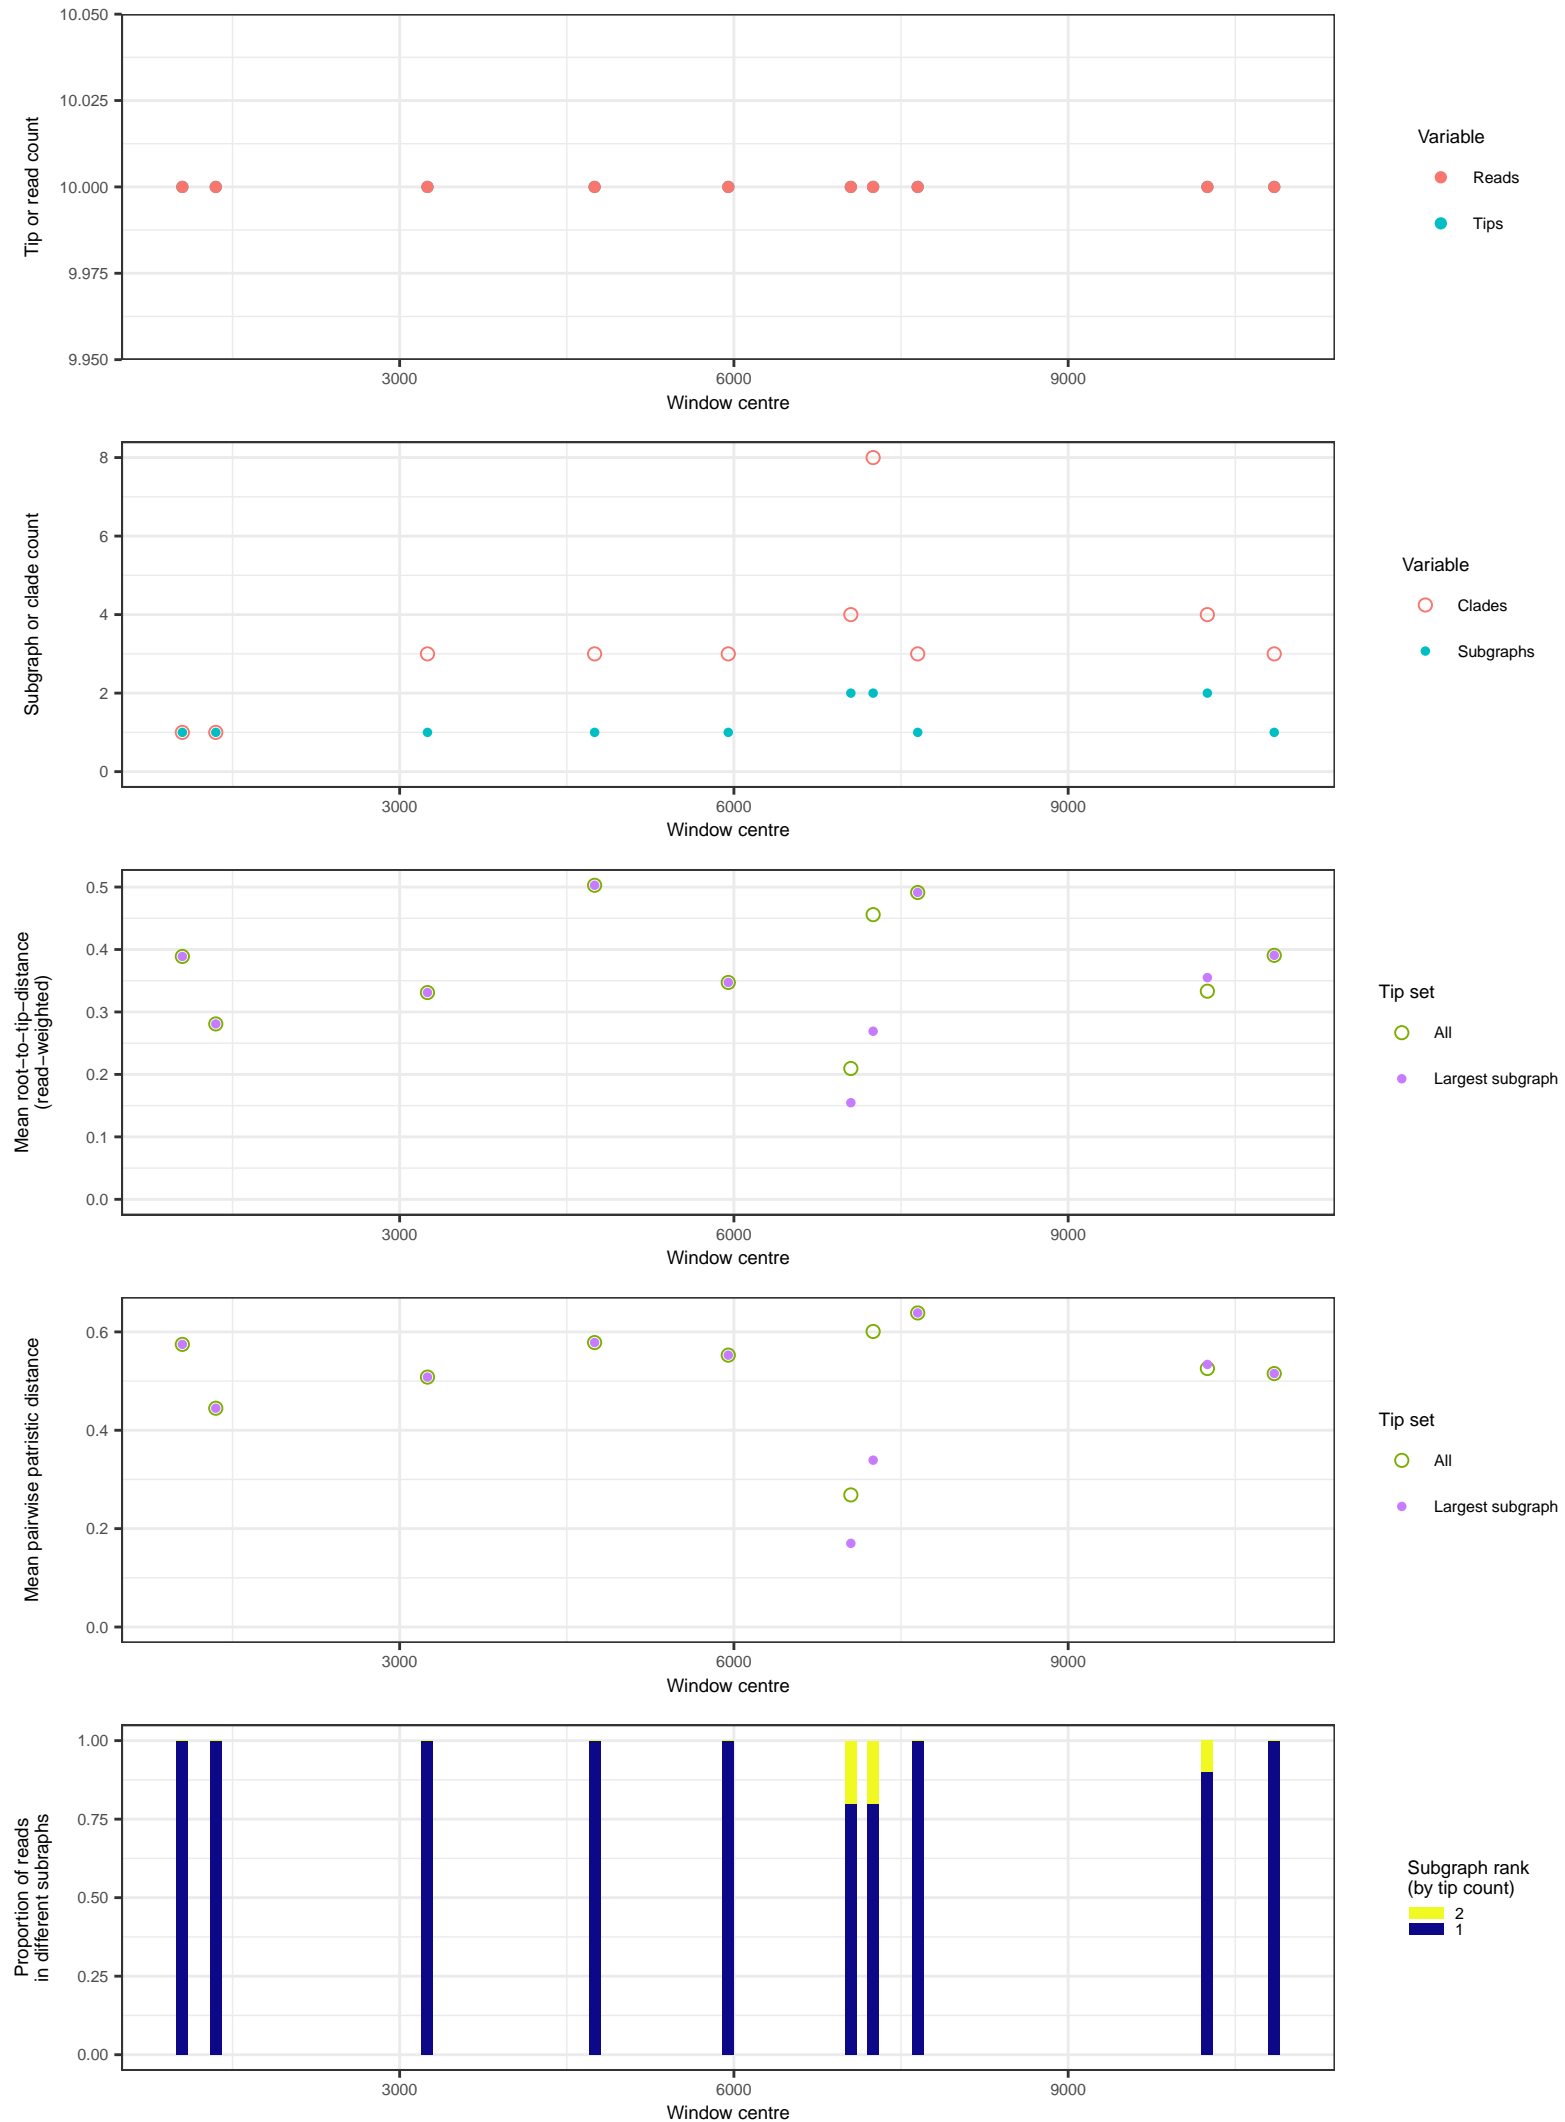 10.050
10.025
10.000
9.975
9.950
Tip or read count
3000
6000
9000
Window centre
Variable
Reads
Tips
8
6
4
2
0
Subgraph or clade count
3000
6000
9000
Window centre
Variable
Clades
Subgraphs
0.5
0.4
0.3
0.2
0.1
0.0
Mean root−to−tip−distance
(read−weighted)
3000
6000
9000
Window centre
Tip set
All
Largest subgraph
0.6
0.4
0.2
0.0
Mean pairwise patristic distance
3000
6000
9000
Window centre
Tip set
All
Largest subgraph
1.00
0.75
0.50
0.25
0.00
Proportion of reads
in different subraphs
3000
6000
9000
Window centre
Subgraph rank
(by tip count)
2
1